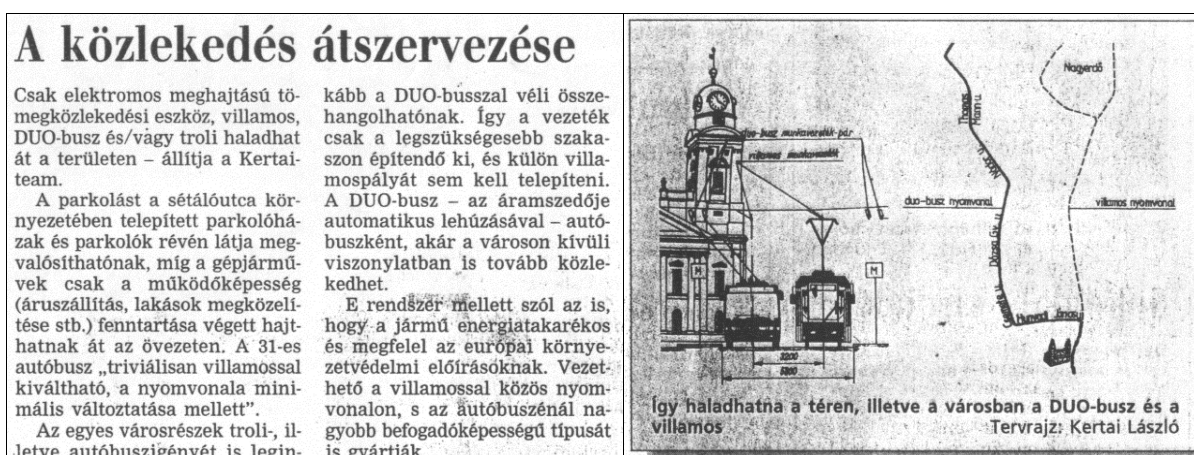 A közlekedés átszervezése
Csak elektromos meghajtású tö-
megközlekedési eszköz, villamos,
DUO-busz és/vagy troli haladhat
át a területen – állítja a Kertai-
team.
A parkolást a sétálóutca kör-
nyezetében telepített parkolóhá-
zak és parkolók révén látja meg-
valósíthatónak, míg a gépjármű-
vek csak a működőképesség
(áruszállítás, lakások megközelí-
tése stb.) fenntartása végett hajt-
hatnak át az övezeten. A 31-es
autóbusz „triviálisan villamossal
kiváltható, a nyomvonala mini-
mális változtatása mellett”.
Az egyes városrészek troli-, il-
letve autóbuszigényét is legin-
kább a DUO-busszal véli össze-
hangolhatónak. Így a vezeték
csak a legszükségesebb szaka-
szon építendő ki, és külön villa-
mospályát sem kell telepíteni.
A DUO-busz – az áramszedője
automatikus lehúzásával – autó-
buszként, akár a városon kívüli
viszonylatban is tovább közle-
kedhet.
E rendszer mellett szól az is,
hogy a jármű energiatakarékos
és megfelel az európai környe-
zetvédelmi előírásoknak. Vezet-
hető a villamossal közös nyom-
vonalon, s az autóbuszénál na-
gyobb befogadóképességű típusát
is gyártják.
duo-busz munkavezeték-pár
villamos munkavezeték
M
M
3200
Nagyerdő
Thomas
Mann u.
Nádor u.
duo-busz nyomvonal
villamos nyomvonal
Hunyadi János
Így haladhatna a téren, illetve a városban a DUO-busz és a
villamos
Tervrajz: Kertai László